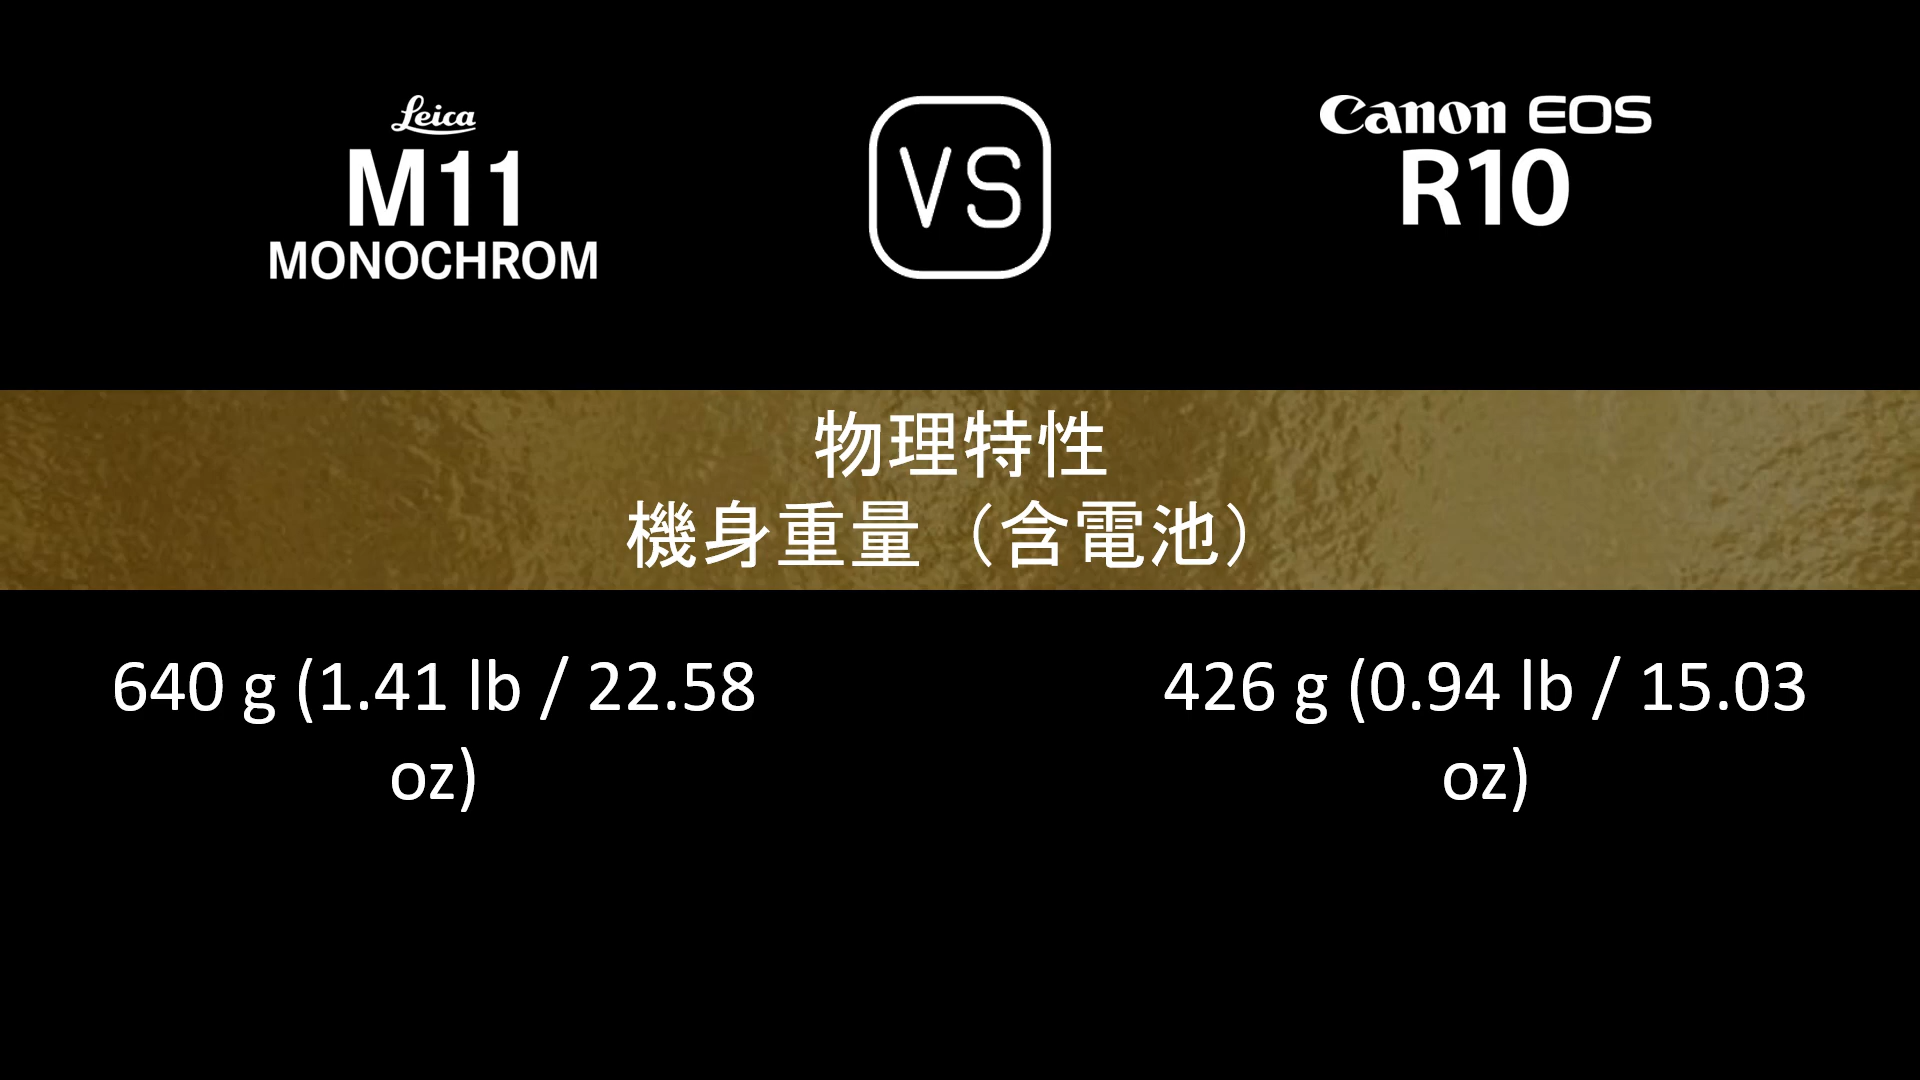 Leica
M11
MONOCHROM
VS
Canon EOS
R10
物理特性
機身重量（含電池）
640 g (1.41 lb / 22.58
oz)
426 g (0.94 lb / 15.03
oz)